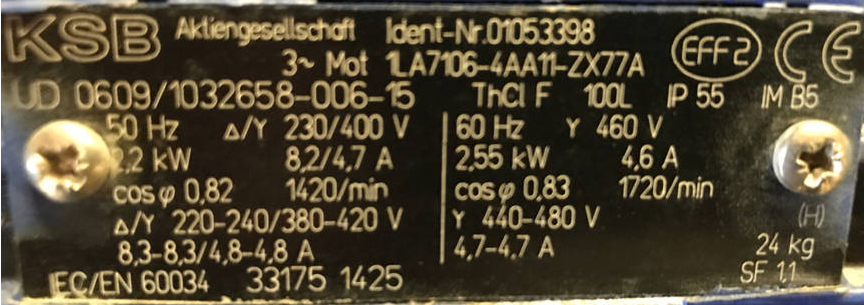 KSB Aktiengesellschaft Ident-Nr.01053398
3~ Mot 1LA7106-4AA11-ZX77A EFF2 CE
UD 0609/1032658-006-15 ThCl F 100L IP 55 IM B5
50 Hz Δ/Y 230/400 V 60 Hz Y 460 V
2,2 kW 8,2/4,7 A 2,55 kW 4,6 A
cos φ 0,82 1420/min cos φ 0,83 1720/min
Δ/Y 220-240/380-420 V Y 440-480 V (H)
8,3-8,3/4,8-4,8 A 4,7-4,7 A 24 kg
IEC/EN 60034 33175 1425 SF 1.1